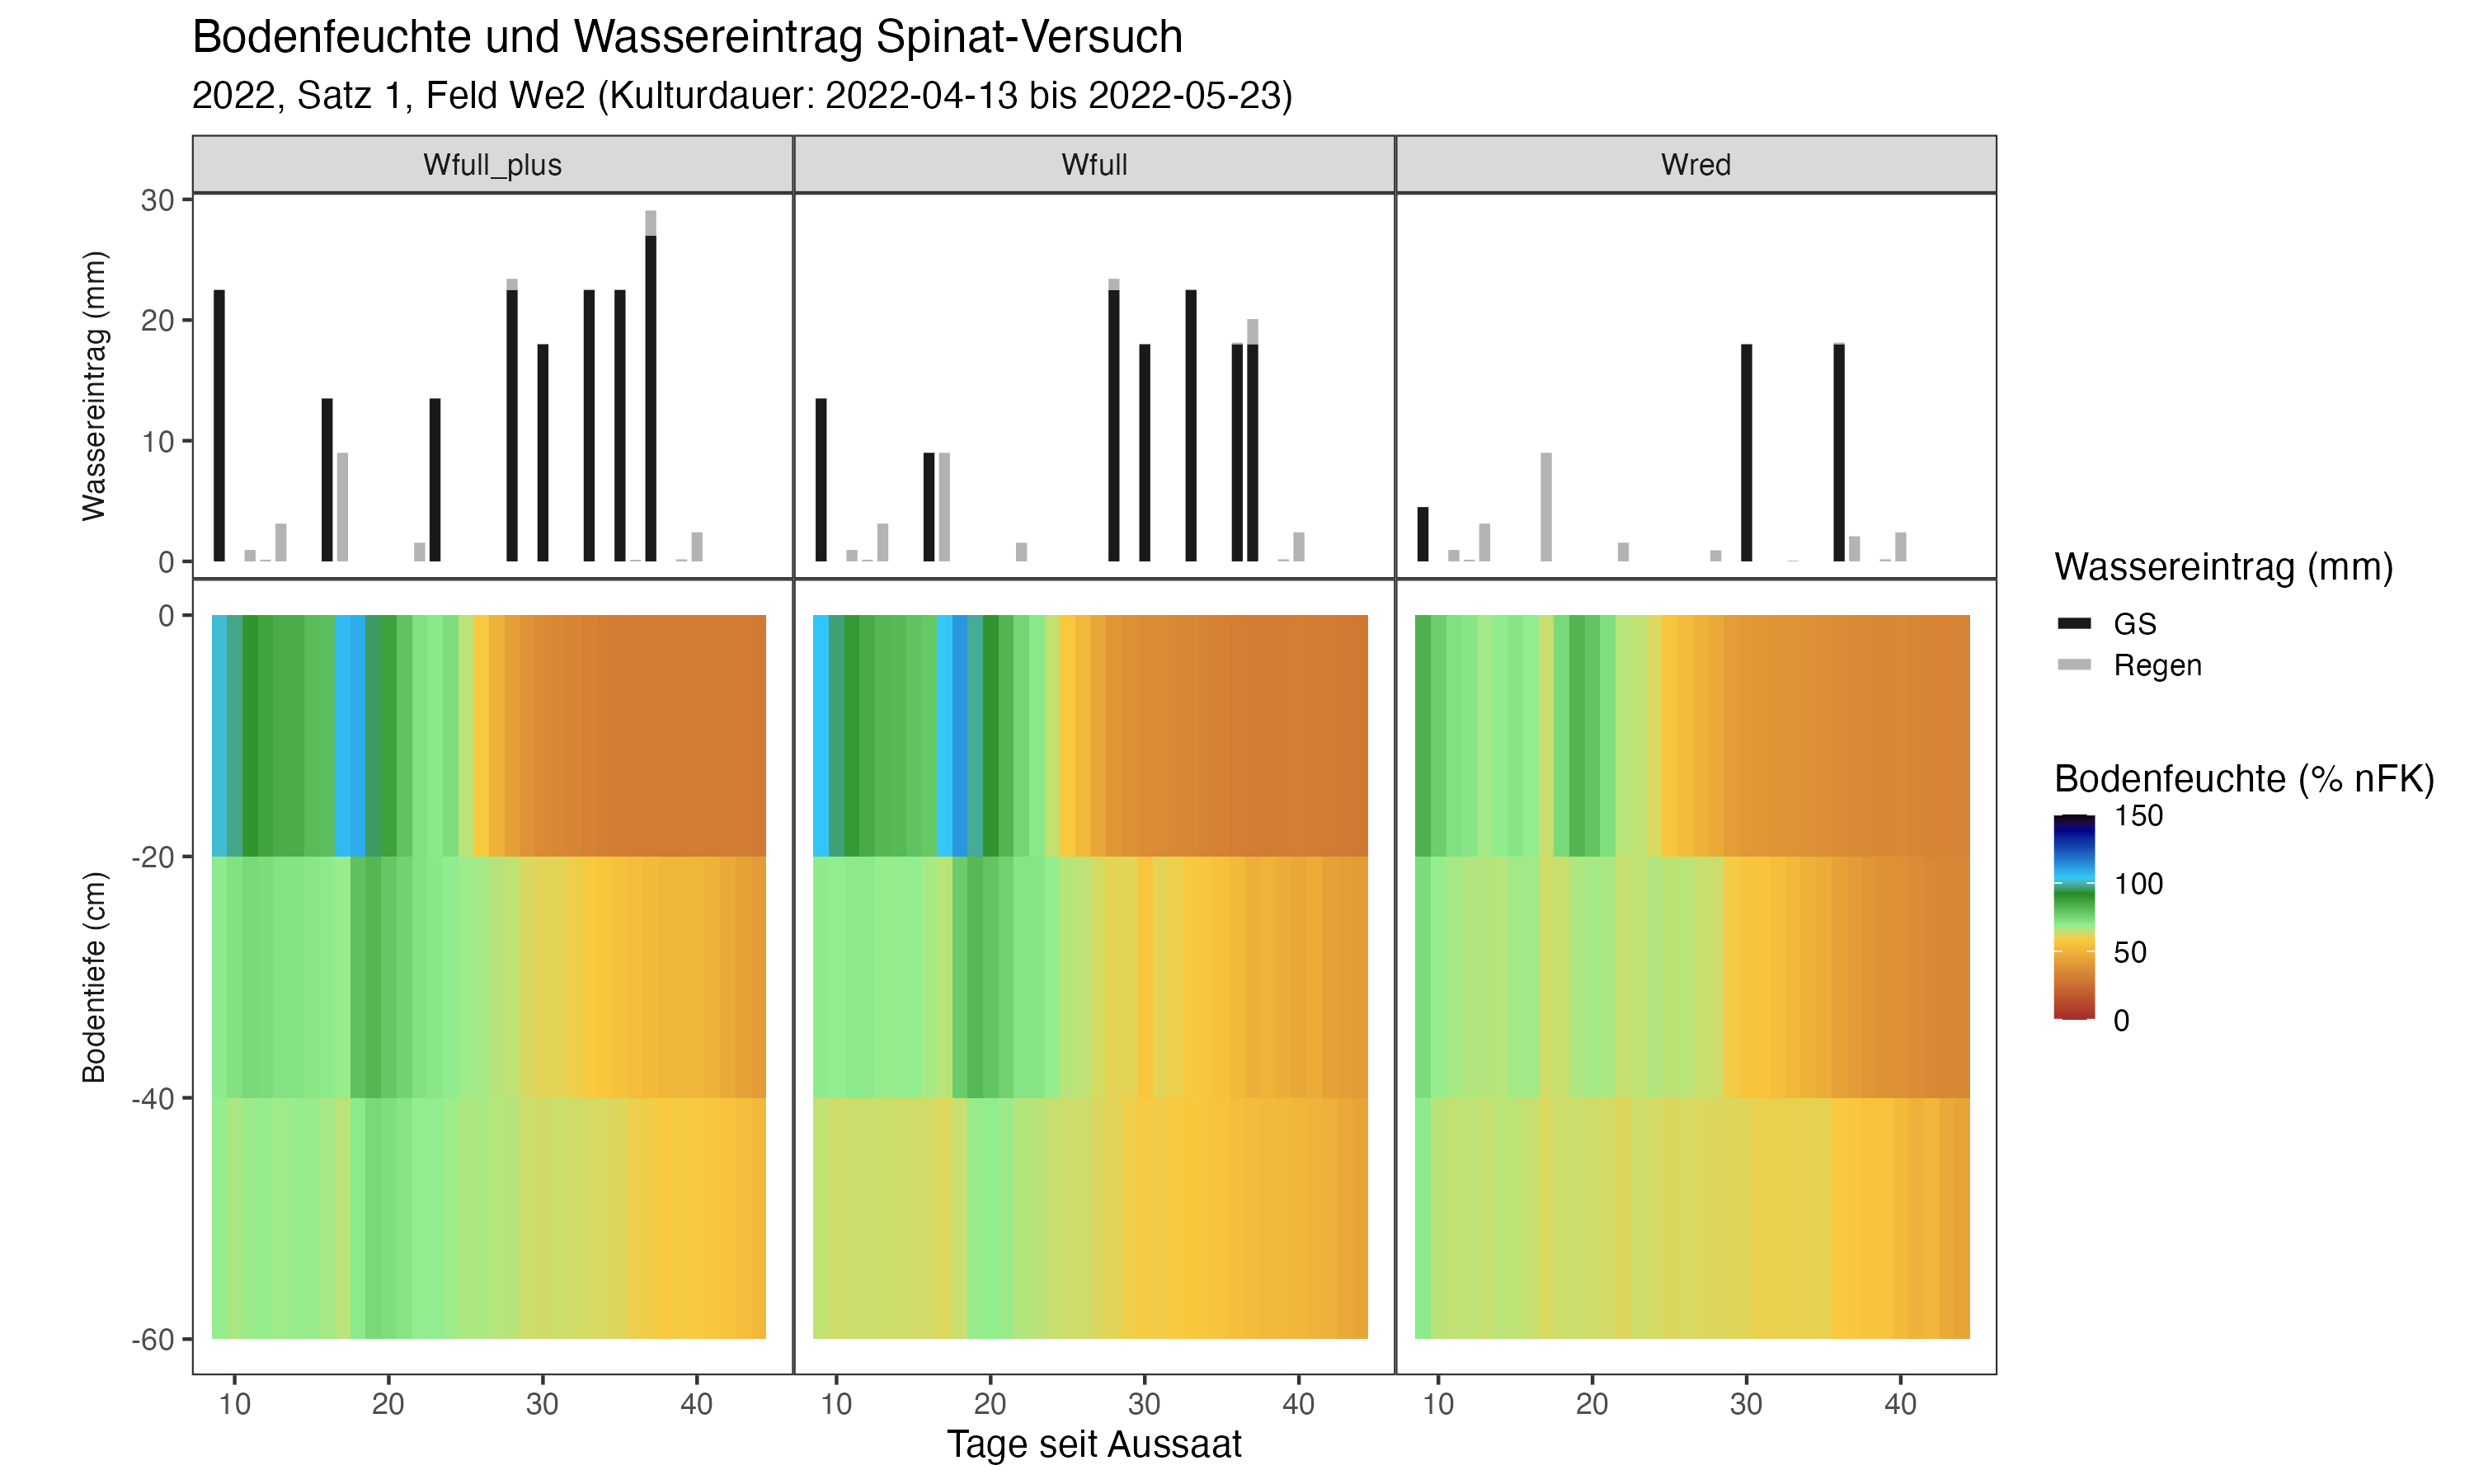 Bodenfeuchte und Wassereintrag Spinat-Versuch
2022, Satz 1, Feld We2 (Kulturdauer: 2022-04-13 bis 2022-05-23)
Wfull_plus
Wfull
Wred
Wassereintrag (mm)
30
20
10
0
Bodentiefe (cm)
0
-20
-40
-60
10 20 30 40
10 20 30 40
10 20 30 40
Tage seit Aussaat
Wassereintrag (mm)
GS
Regen
Bodenfeuchte (% nFK)
150
100
50
0